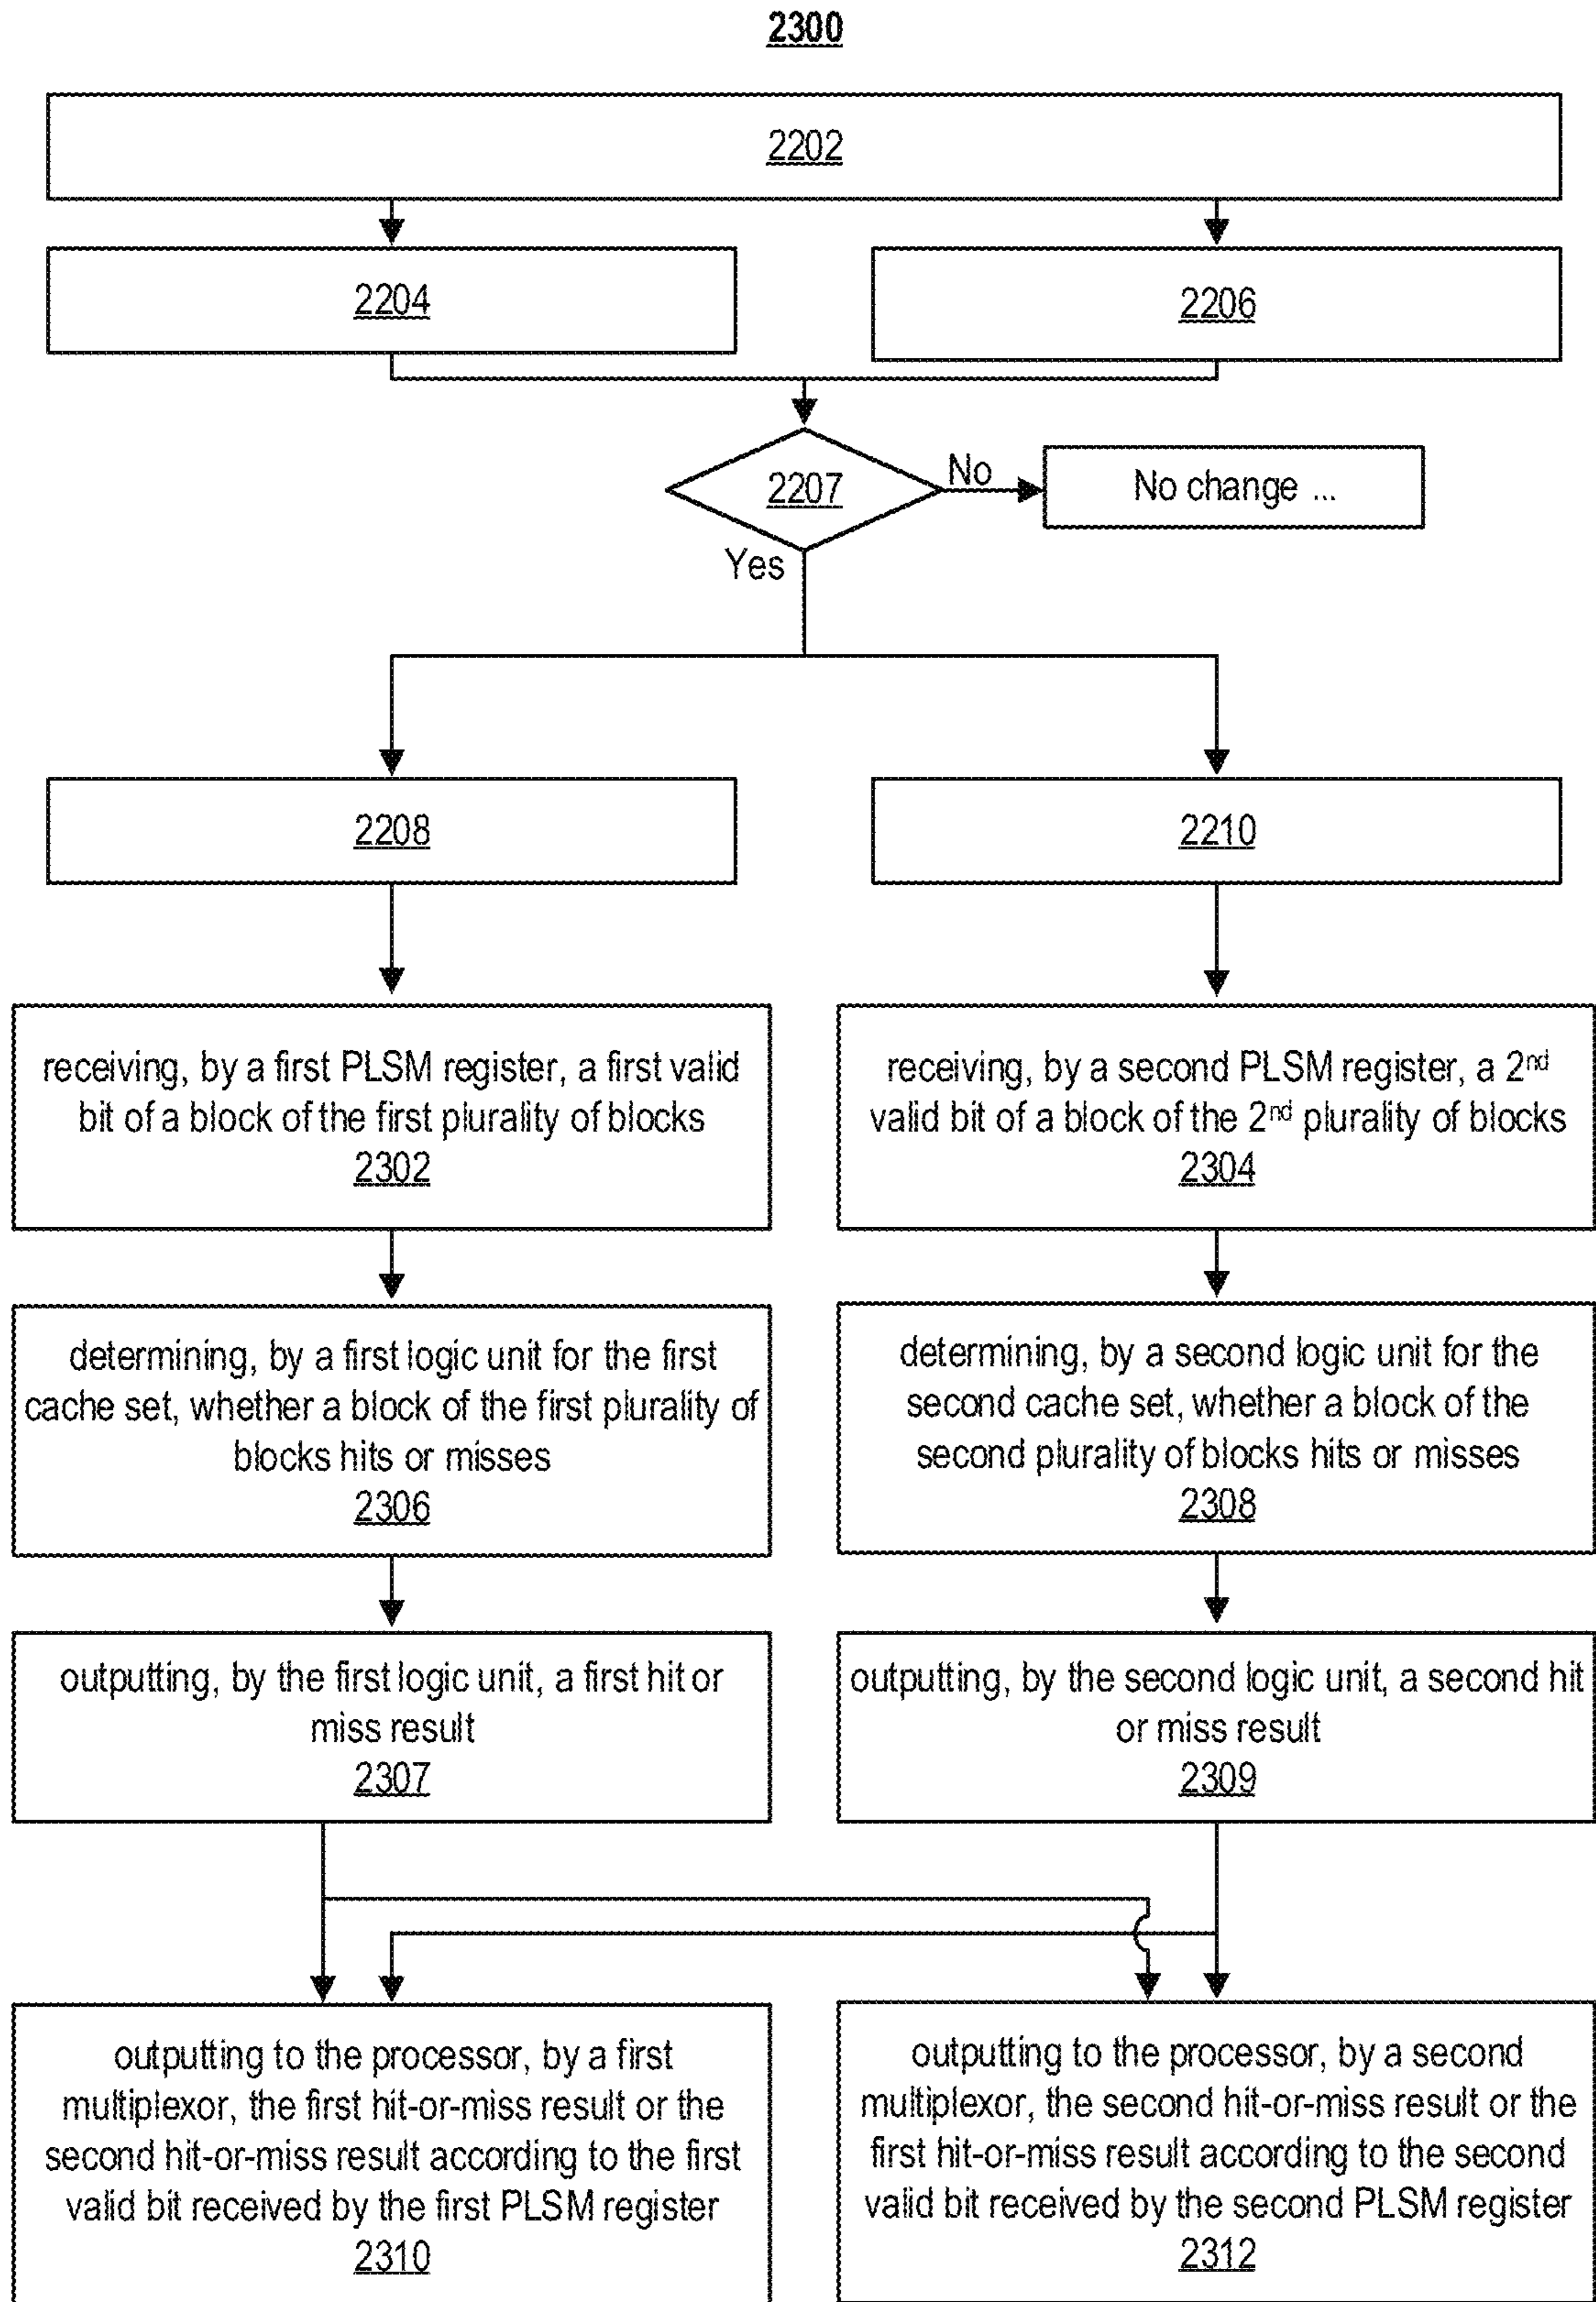 2300
2202
2204
2206
2207
No
No change ...
Yes
2208
2210
receiving, by a first PLSM register, a first valid
bit of a block of the first plurality of blocks
2302
receiving, by a second PLSM register, a 2nd
valid bit of a block of the 2nd plurality of blocks
2304
determining, by a first logic unit for the first
cache set, whether a block of the first plurality of
blocks hits or misses
2306
determining, by a second logic unit for the
second cache set, whether a block of the
second plurality of blocks hits or misses
2308
outputting, by the first logic unit, a first hit or
miss result
2307
outputting, by the second logic unit, a second hit
or miss result
2309
outputting to the processor, by a first
multiplexor, the first hit-or-miss result or the
second hit-or-miss result according to the first
valid bit received by the first PLSM register
2310
outputting to the processor, by a second
multiplexor, the second hit-or-miss result or the
first hit-or-miss result according to the second
valid bit received by the second PLSM register
2312